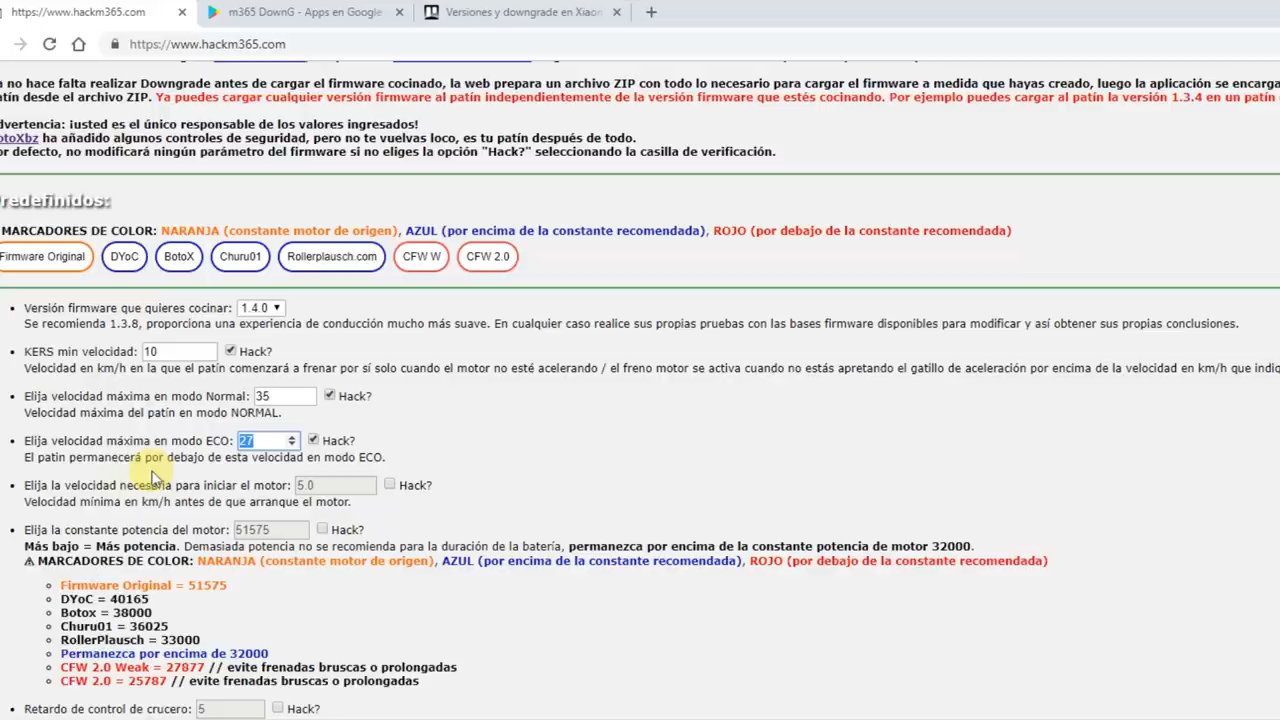 https://www.hackm365.com
m365 DownG - Apps en Google
Versiones y downgrade en Xiaon
https://www.hackm365.com
a no hace falta realizar Downgrade antes de cargar el firmware cocinado, la web prepara un archivo ZIP con todo lo necesario para cargar el firmware a medida que hayas creado, luego la aplicación se encarga
atín desde el archivo ZIP. Ya puedes cargar cualquier versión firmware al patín independientemente de la versión firmware que estés cocinando. Por ejemplo puedes cargar al patín la versión 1.3.4 en un patín
dvertencia: ¡usted es el único responsable de los valores ingresados!
otoXbz ha añadido algunos controles de seguridad, pero no te vuelvas loco, es tu patín después de todo.
or defecto, no modificará ningún parámetro del firmware si no eliges la opción "Hack?" seleccionando la casilla de verificación.
redefinidos:
MARCADORES DE COLOR: NARANJA (constante motor de origen), AZUL (por encima de la constante recomendada), ROJO (por debajo de la constante recomendada)
Firmware Original DYoC BotoX Churu01 Rollerplausch.com CFW W CFW 2.0
• Versión firmware que quieres cocinar: 1.4.0
Se recomienda 1.3.8, proporciona una experiencia de conducción mucho más suave. En cualquier caso realice sus propias pruebas con las bases firmware disponibles para modificar y así obtener sus propias conclusiones.
• KERS min velocidad: 10 Hack?
Velocidad en km/h en la que el patín comenzará a frenar por sí solo cuando el motor no esté acelerando / el freno motor se activa cuando no estás apretando el gatillo de aceleración por encima de la velocidad en km/h que indiq
• Elija velocidad máxima en modo Normal: 35 Hack?
Velocidad máxima del patín en modo NORMAL.
• Elija velocidad máxima en modo ECO: 27 Hack?
El patin permanecerá por debajo de esta velocidad en modo ECO.
• Elija la velocidad necesaria para iniciar el motor: 5.0 Hack?
Velocidad mínima en km/h antes de que arranque el motor.
• Elija la constante potencia del motor: 51575 Hack?
Más bajo = Más potencia. Demasiada potencia no se recomienda para la duración de la batería, permanezca por encima de la constante potencia de motor 32000.
⚠ MARCADORES DE COLOR: NARANJA (constante motor de origen), AZUL (por encima de la constante recomendada), ROJO (por debajo de la constante recomendada)
Firmware Original = 51575
DYoC = 40165
Botox = 38000
Churu01 = 36025
RollerPlausch = 33000
Permanezca por encima de 32000
CFW 2.0 Weak = 27877 // evite frenadas bruscas o prolongadas
CFW 2.0 = 25787 // evite frenadas bruscas o prolongadas
• Retardo de control de crucero: 5 Hack?